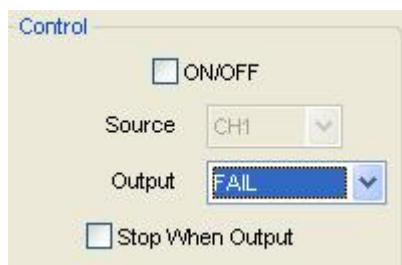 Control
ON/OFF
Source CH1
Output FAIL
Stop When Output